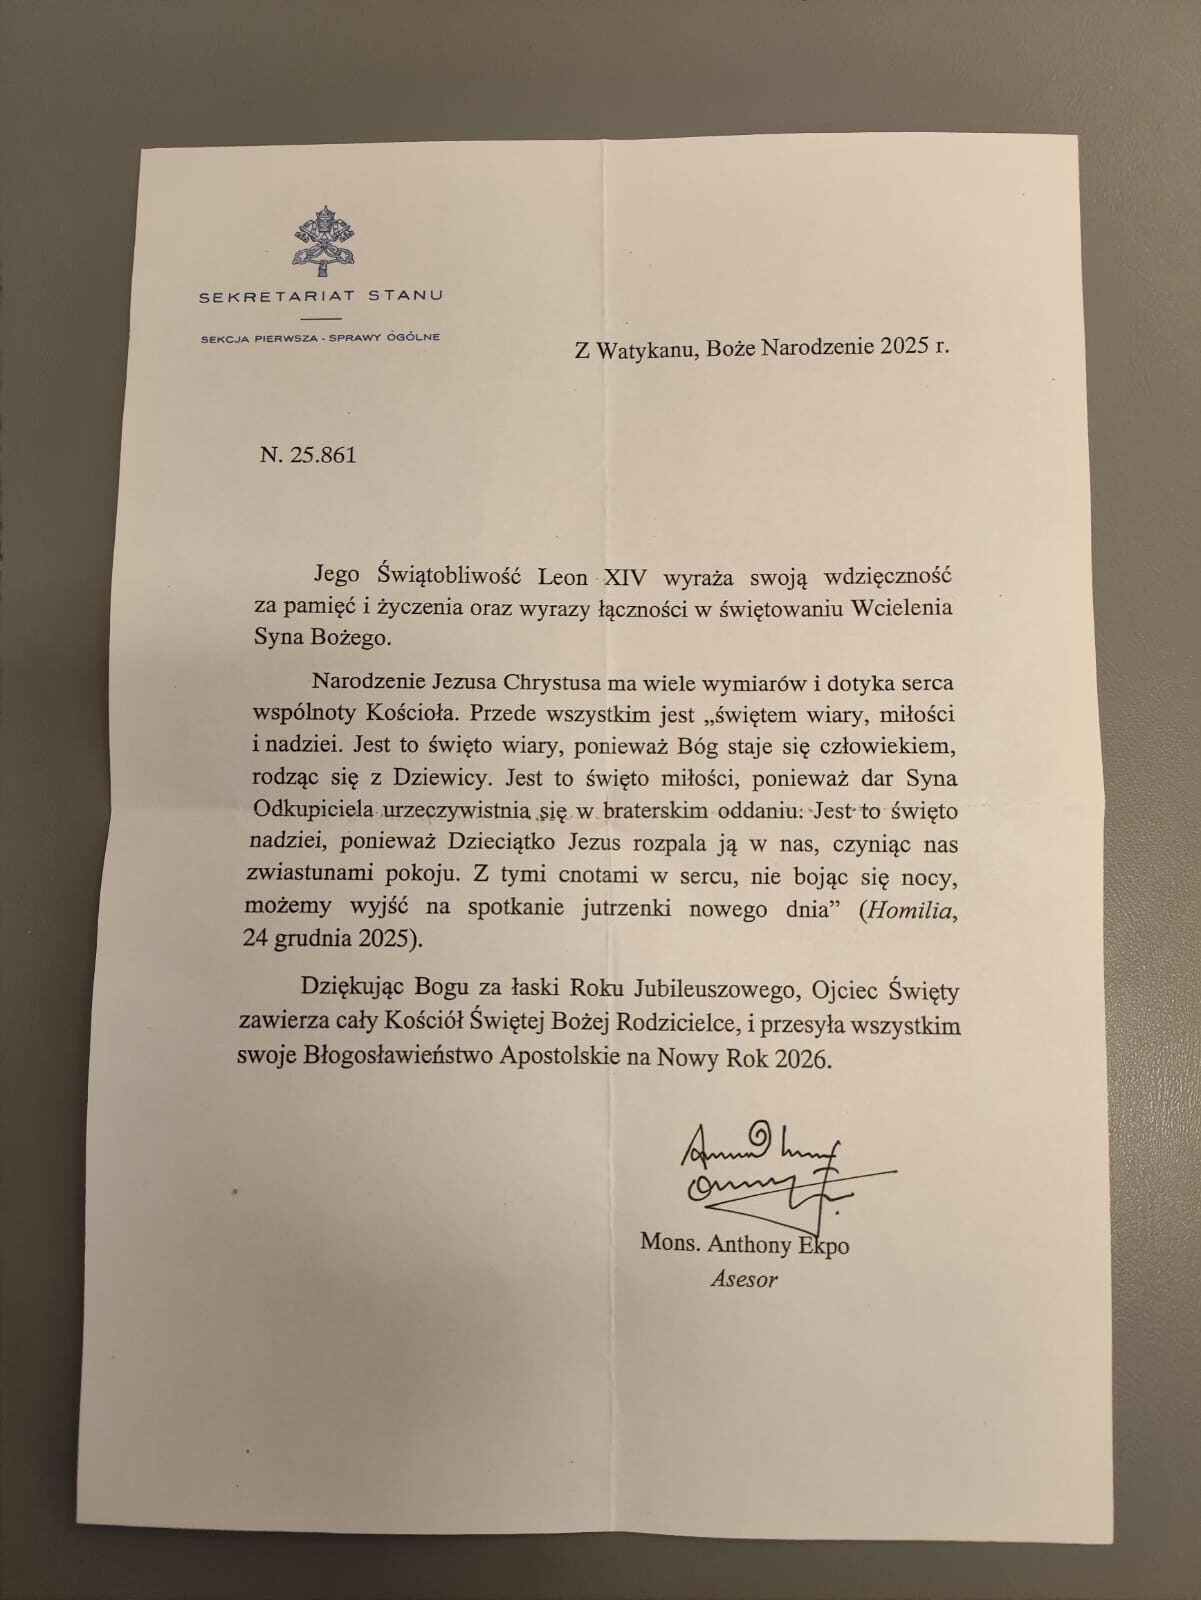 SEKRETARIAT STANU
SEKCJA PIERWSZA - SPRAWY OGÓLNE
Z Watykanu, Boże Narodzenie 2025 r.
N. 25.861
Jego Świątobliwość Leon XIV wyraża swoją wdzięczność
za pamięć i życzenia oraz wyrazy łączności w świętowaniu Wcielenia
Syna Bożego.
Narodzenie Jezusa Chrystusa ma wiele wymiarów i dotyka serca
wspólnoty Kościoła. Przede wszystkim jest „świętem wiary, miłości
i nadziei. Jest to święto wiary, ponieważ Bóg staje się człowiekiem,
rodząc się z Dziewicy. Jest to święto miłości, ponieważ dar Syna
Odkupiciela urzeczywistnia się w braterskim oddaniu. Jest to święto
nadziei, ponieważ Dzieciątko Jezus rozpala ją w nas, czyniąc nas
zwiastunami pokoju. Z tymi cnotami w sercu, nie bojąc się nocy,
możemy wyjść na spotkanie jutrzenki nowego dnia” (Homilia,
24 grudnia 2025).
Dziękując Bogu za łaski Roku Jubileuszowego, Ojciec Święty
zawierza cały Kościół Świętej Bożej Rodzicielce, i przesyła wszystkim
swoje Błogosławieństwo Apostolskie na Nowy Rok 2026.
Mons. Anthony Ekpo
Asesor